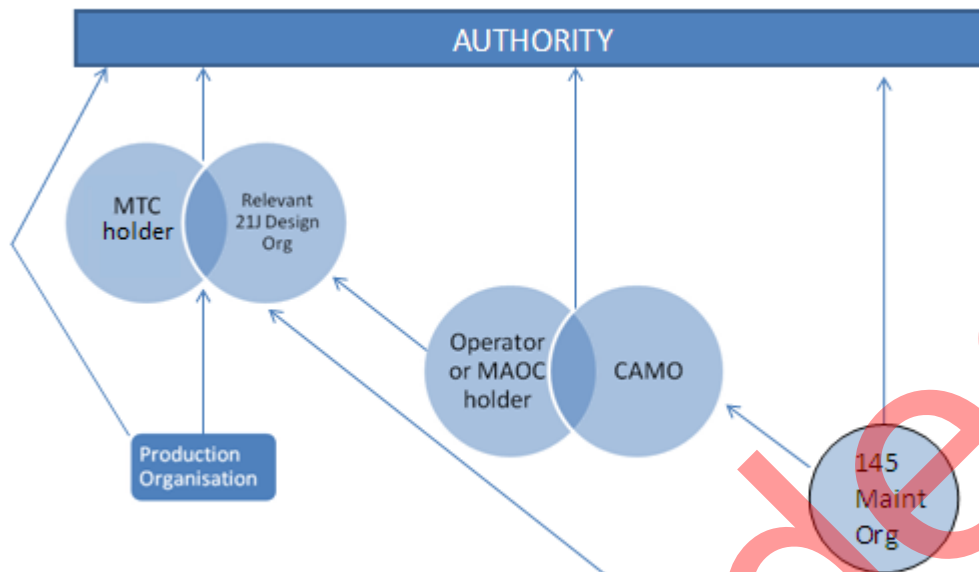 AUTHORITY
MTC
holder
Relevant
21J Design
Org
Operator
or MAOC
holder
CAMO
Production
Organisation
145
Maint
Org